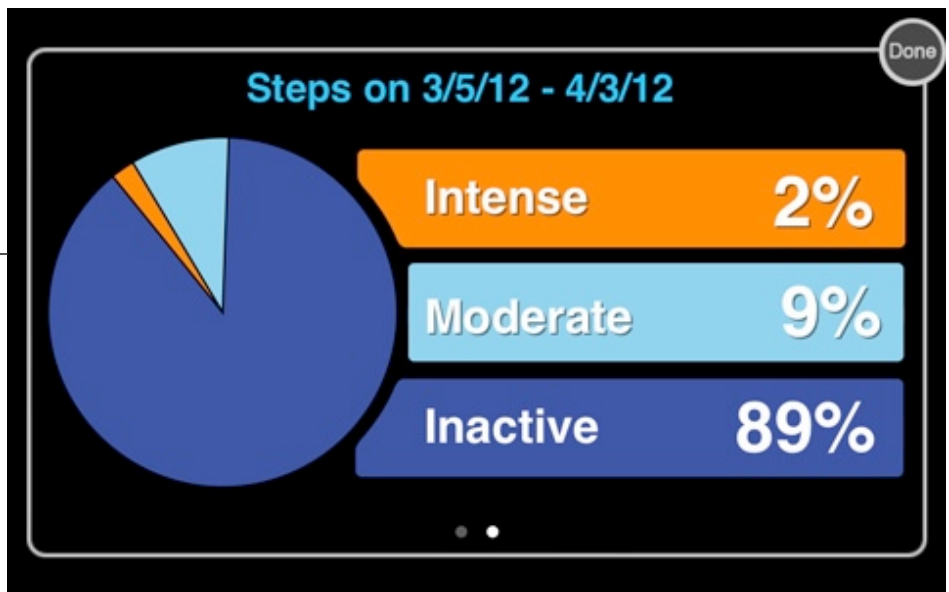 Done
Steps on 3/5/12 - 4/3/12
Intense 2%
Moderate 9%
Inactive 89%